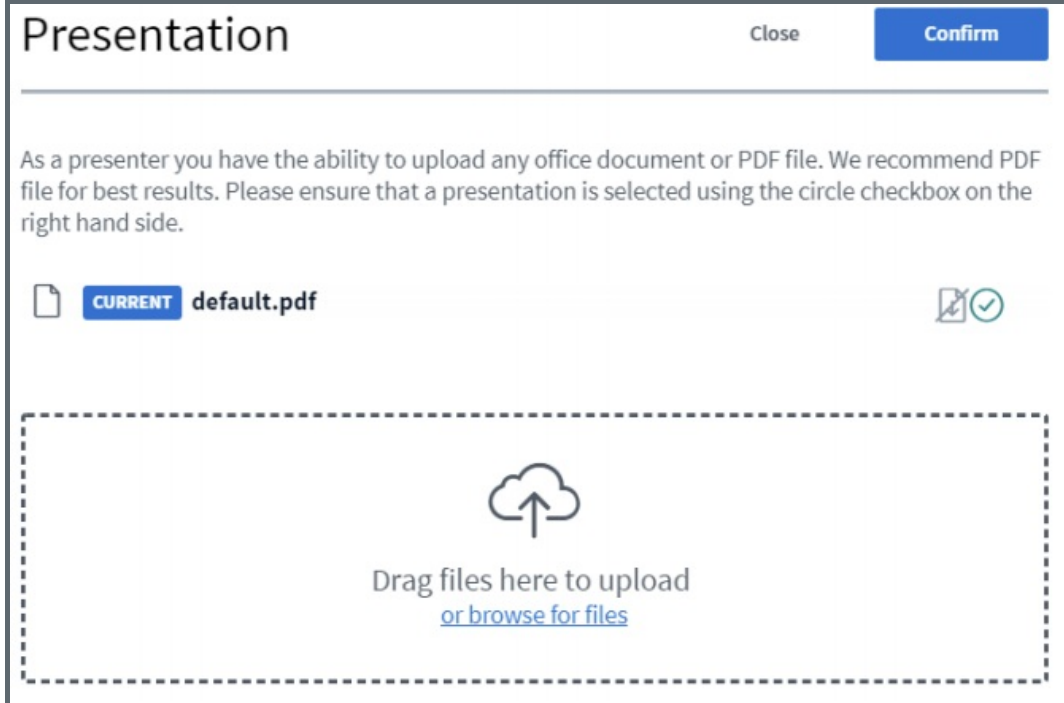 Presentation
Close
Confirm
As a presenter you have the ability to upload any office document or PDF file. We recommend PDF
file for best results. Please ensure that a presentation is selected using the circle checkbox on the
right hand side.
CURRENT default.pdf
Drag files here to upload
or browse for files